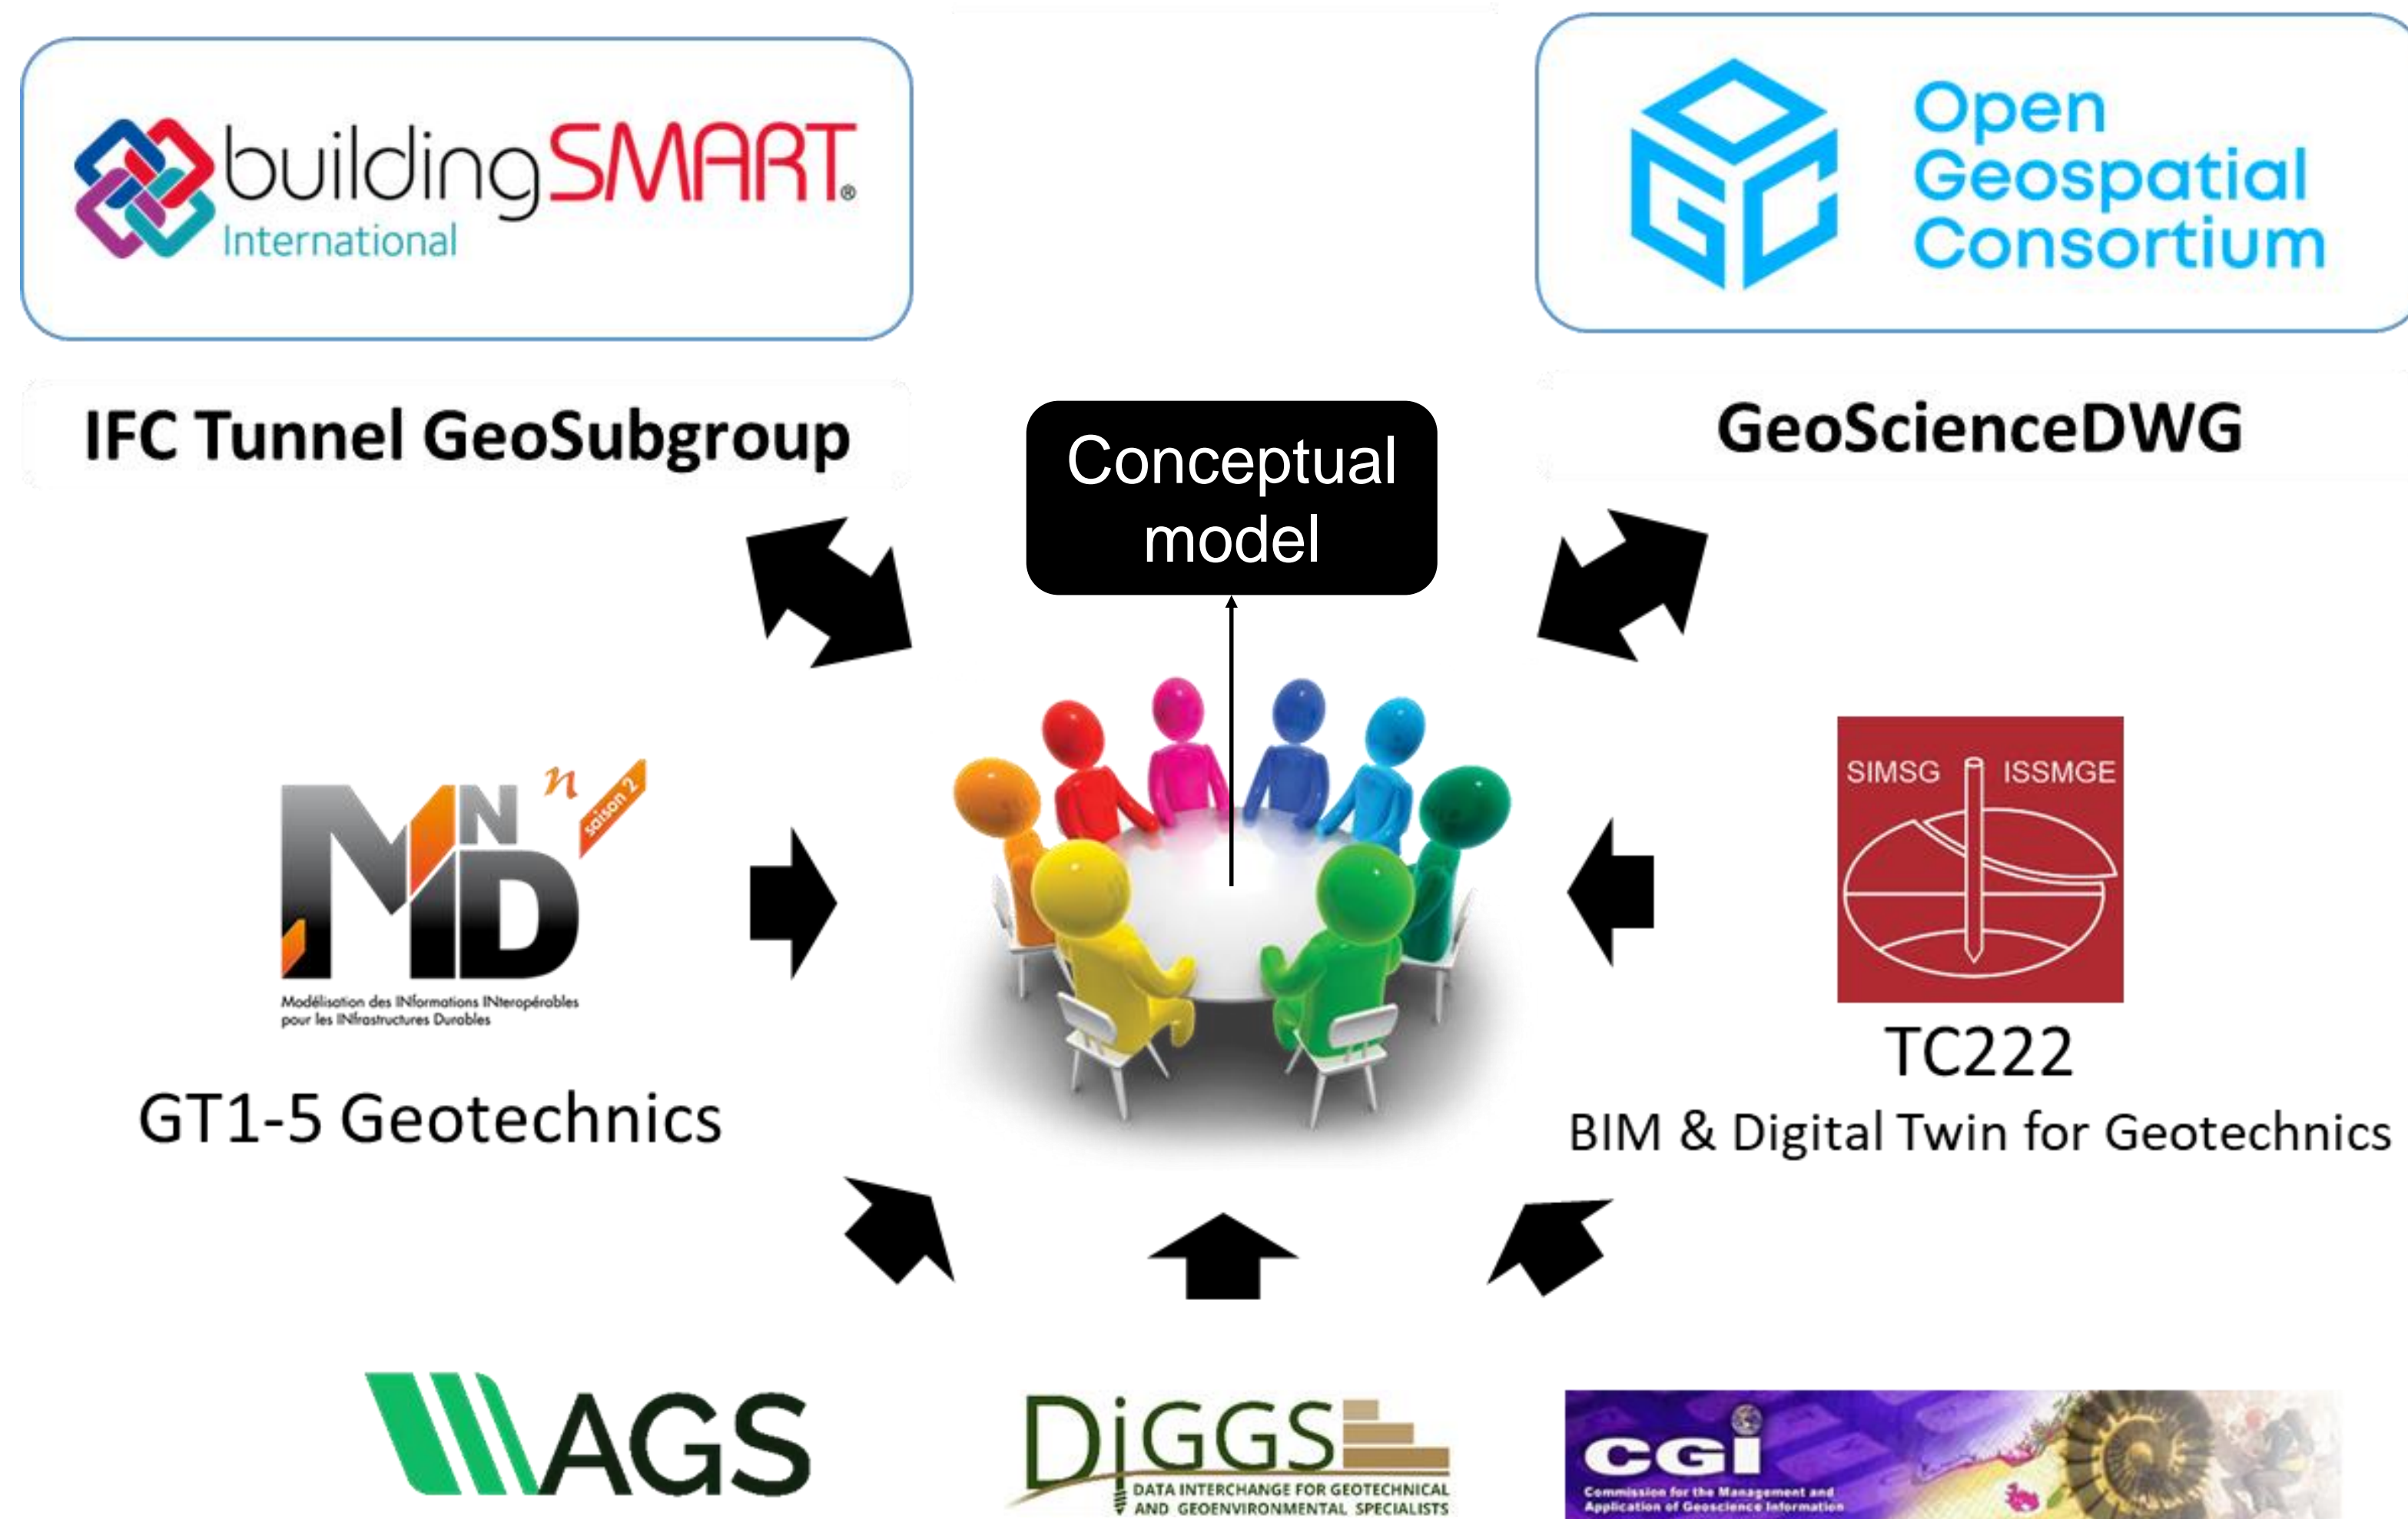 buildingSMART®
International
Open
Geospatial
Consortium
OGC
IFC Tunnel GeoSubgroup
GeoScienceDWG
Conceptual
model
MINnD
n
saison 2
Modélisation des INformations INteropérables
pour les INfrastructures Durables
GT1-5 Geotechnics
SIMSG ISSMGE
TC222
BIM & Digital Twin for Geotechnics
AGS
DiGGS
DATA INTERCHANGE FOR GEOTECHNICAL
AND GEOENVIRONMENTAL SPECIALISTS
CGI
Commission for the Management and
Application of Geoscience Information